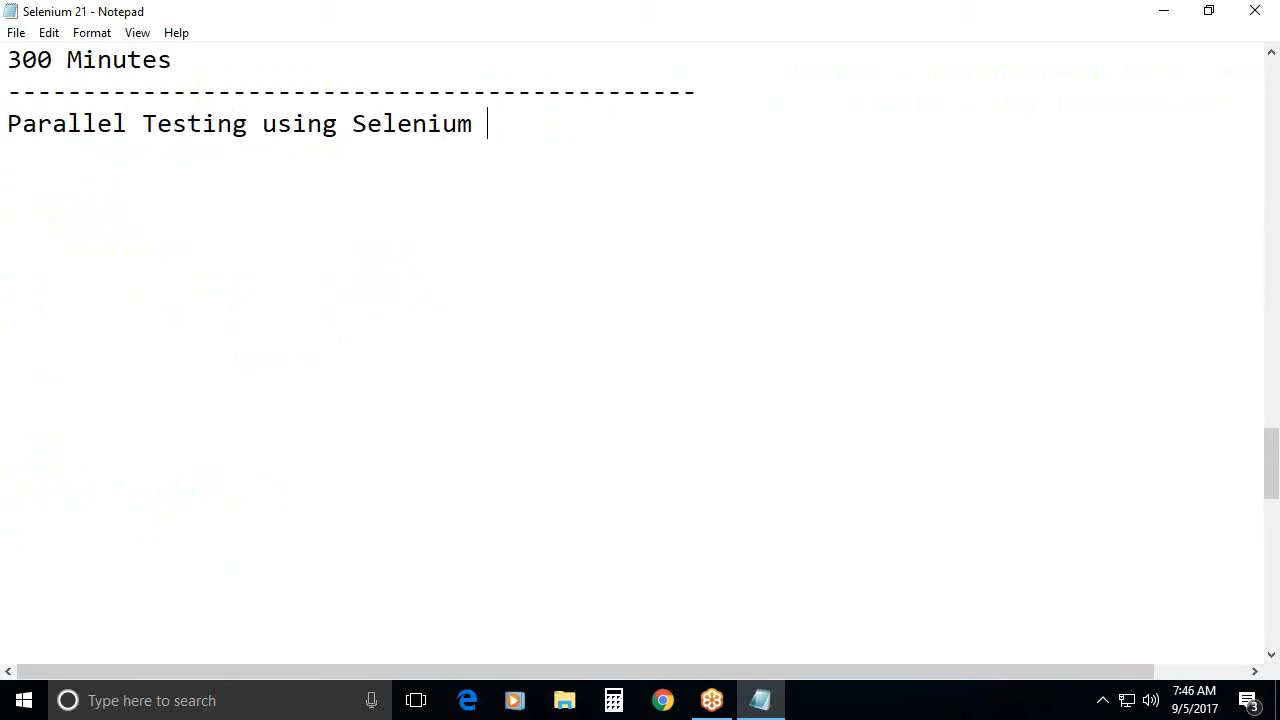 Selenium 21 - Notepad
File Edit Format View Help
300 Minutes
----------------------------------------------
Parallel Testing using Selenium
Type here to search
7:46 AM
9/5/2017
3